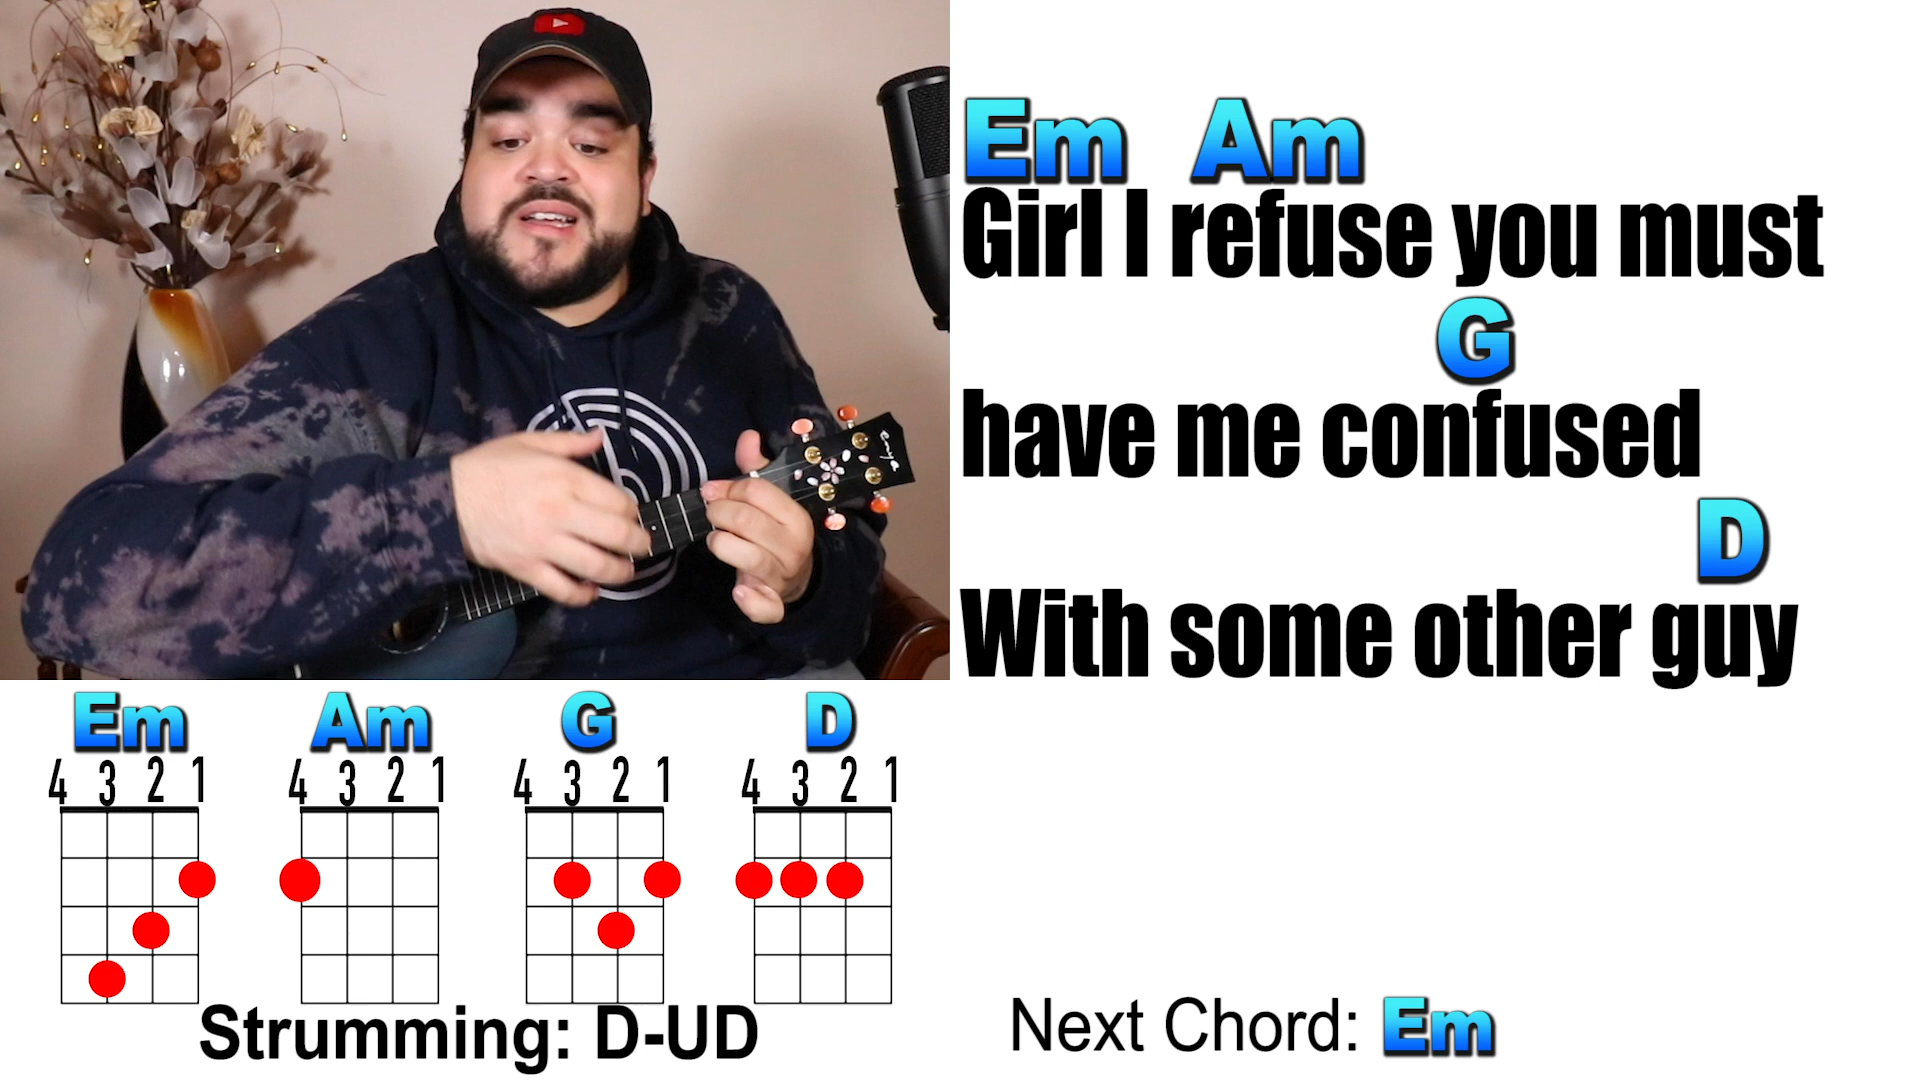 Em Am
Girl I refuse you must
G
have me confused
D
With some other guy
enya
Em Am G D
4 3 2 1 4 3 2 1 4 3 2 1 4 3 2 1
Strumming: D-UD
Next Chord: Em